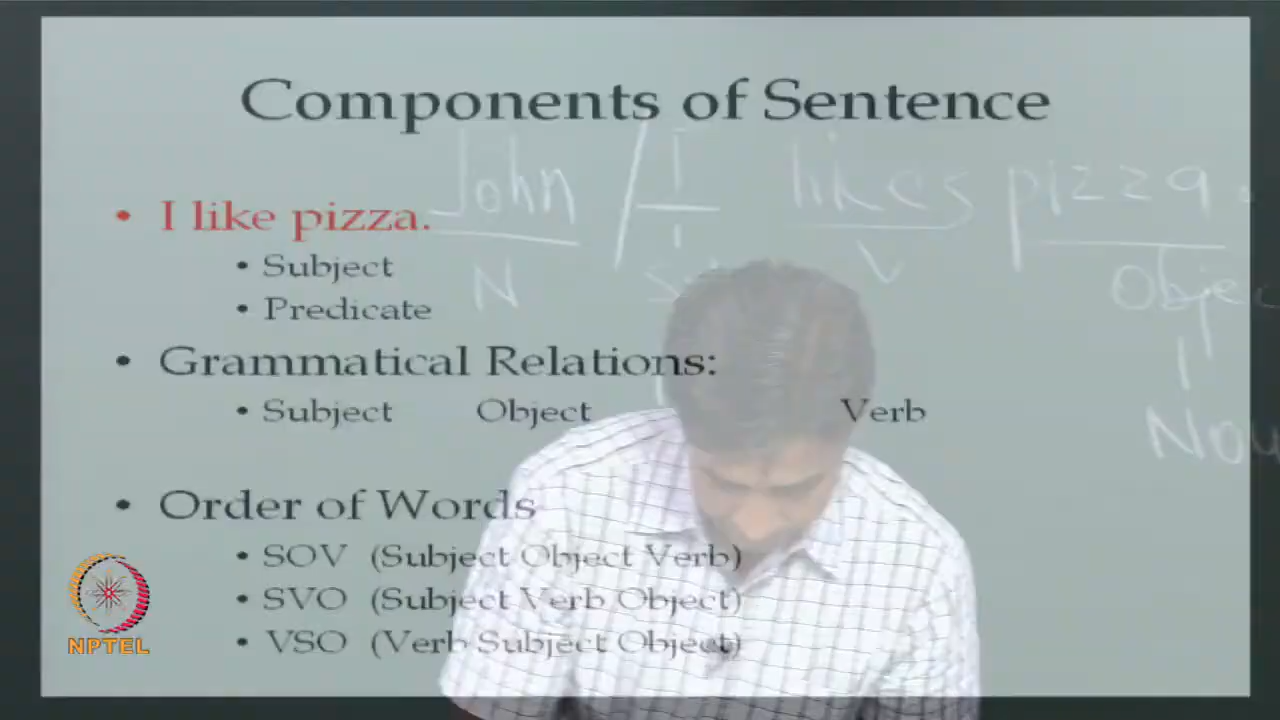 Components of Sentence
John / I likes pizza.
• I like pizza.
• Subject
N V Object
• Predicate
• Grammatical Relations:
• Subject Object Verb
• Order of Words
• SOV (Subject Object Verb)
• SVO (Subject Verb Object)
• VSO (Verb Subject Object)
NPTEL